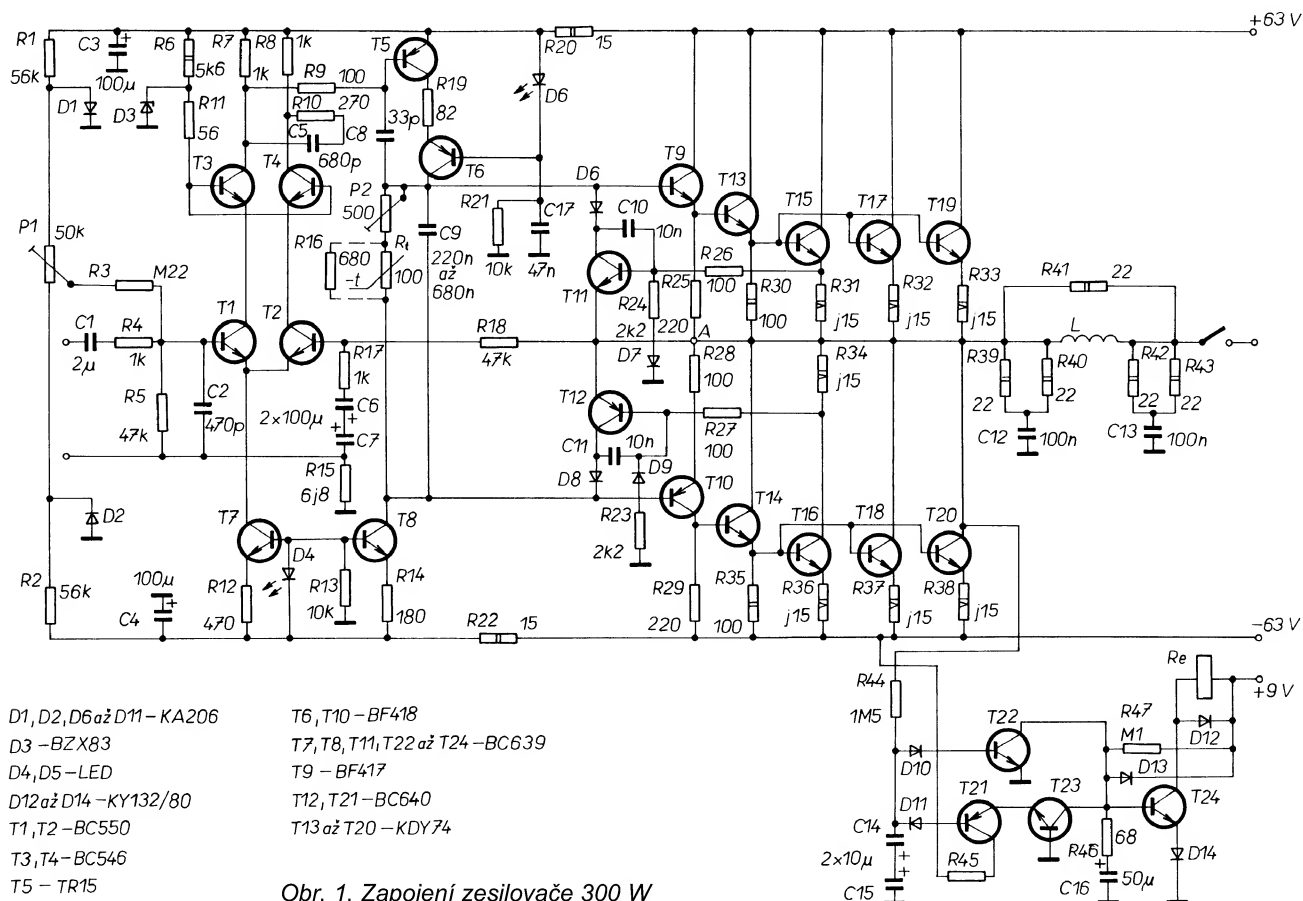 R1
56k
C3
+
100μ
R6
5k6
R7
1k
R8
1k
R9
100
R10
270
C8
33p
T5
R19
82
R20
15
D6
+63 V
D1
D3
R11
56
T3
T4
C5
680p
T6
P2
500
R16
680
-t
Rt
100
C9
220n
až
680n
R21
10k
C17
47n
D6
C10
10n
T9
T13
T15
T17
T19
T11
R24
2k2
D7
R25
220
R26
100
A
R30
100
R31
j15
R32
j15
R33
j15
R41
22
P1
50k
R3
M22
C1
2μ
R4
1k
T1
T2
R17
1k
R18
47k
R28
100
R34
j15
R39
22
R40
22
L
R42
22
R43
22
C12
100n
C13
100n
R5
47k
C2
470p
2×100μ
C6
+
+
C7
R15
6j8
T12
C11
10n
D8
D9
R23
2k2
R27
100
T10
T14
T16
T18
T20
D2
T7
T8
D4
R2
56k
100μ
+
C4
R12
470
R13
10K
R14
180
R22
15
R29
220
R35
100
R36
j15
R37
j15
R38
j15
-63 V
Re
+9 V
R44
1M5
T22
R47
M1
D12
D10
D13
D11
T21
T23
T24
C14
2×10μ
+
+
C15
R45
R46
68
+
C16
50μ
D14
D1, D2, D6 až D11 – KA206
D3 – BZX83
D4, D5 – LED
D12 až D14 – KY132/80
T1, T2 – BC550
T3, T4 – BC546
T5 – TR15
T6, T10 – BF418
T7, T8, T11, T22 až T24 – BC639
T9 – BF417
T12, T21 – BC640
T13 až T20 – KDY74
Obr. 1. Zapojení zesilovače 300 W